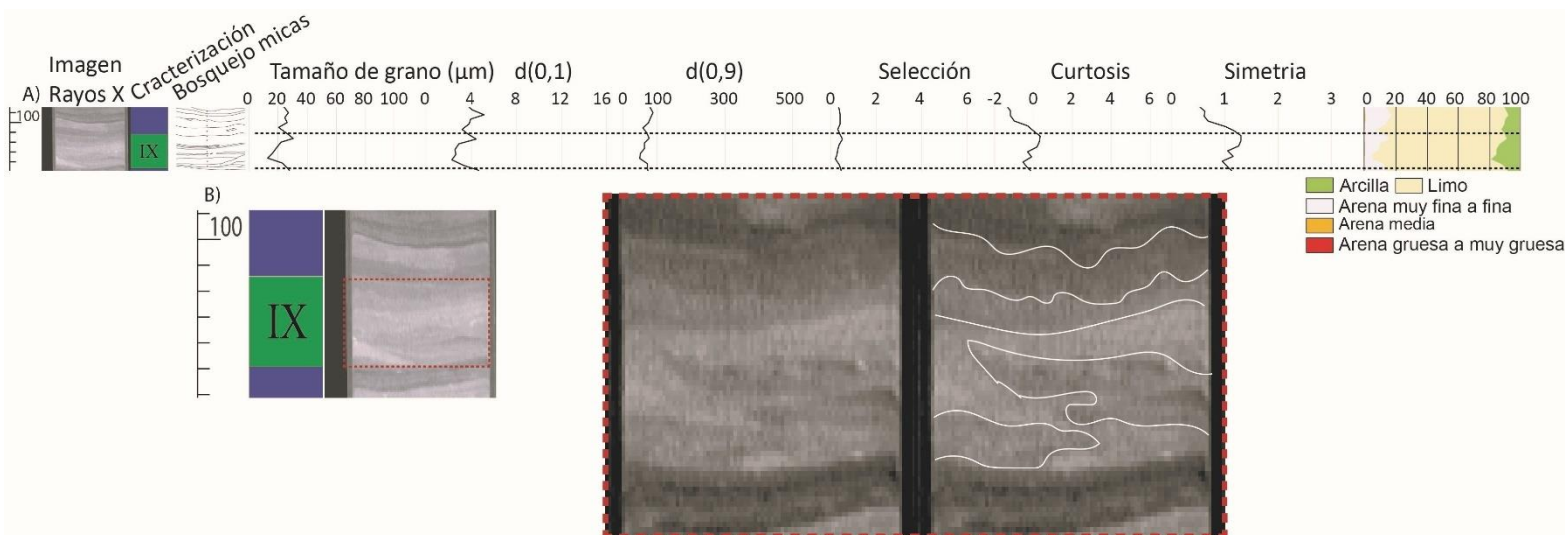 Imagen
Rayos X
Cracterización
Bosquejo micas
Tamaño de grano (µm)
d(0,1)
d(0,9)
Selección
Curtosis
Simetria
A)
0 20 40 60 80 100 0 4 8 12 16 0 100 300 500 0 2 4 6 -2 0 2 4 6 0 1 2 3 0 20 40 60 80 100
100
IX
Arcilla Limo
Arena muy fina a fina
Arena media
Arena gruesa a muy gruesa
B)
100
IX